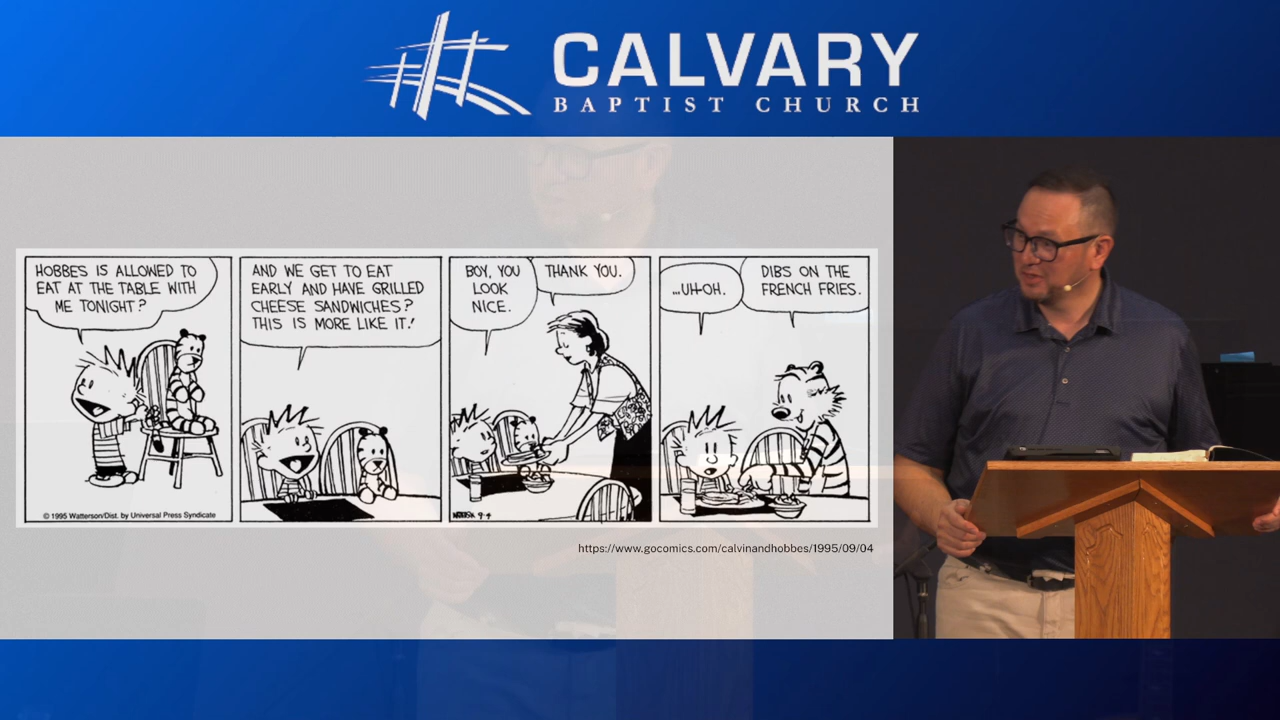 CALVARY
BAPTIST CHURCH
HOBBES IS ALLOWED TO
EAT AT THE TABLE WITH
ME TONIGHT?
© 1995 Watterson/Dist. by Universal Press Syndicate
AND WE GET TO EAT
EARLY AND HAVE GRILLED
CHEESE SANDWICHES?
THIS IS MORE LIKE IT!
BOY, YOU
LOOK
NICE.
THANK YOU.
9-4
...UH-OH.
DIBS ON THE
FRENCH FRIES.
https://www.gocomics.com/calvinandhobbes/1995/09/04